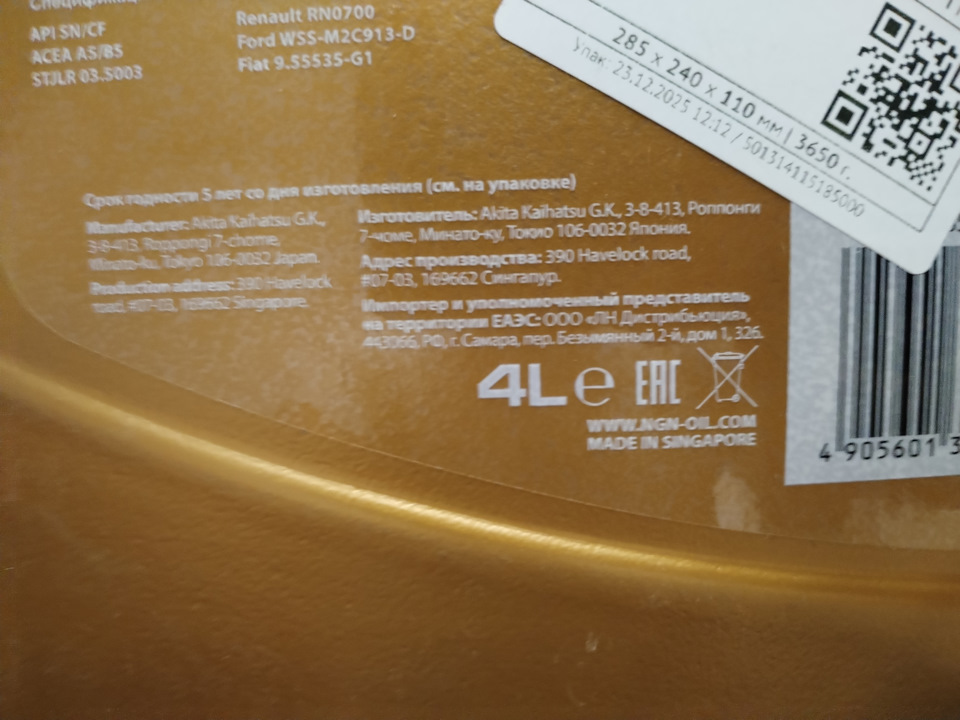 API SN/CF
ACEA A5/B5
STJLR 03.5003
Renault RN0700
Ford WSS-M2C913-D
Fiat 9.55535-G1
285 x 240 x 110 мм | 3650 г.
Упак: 23.12.2025 12:12 / 501314115185000
Срок годности 5 лет со дня изготовления (см. на упаковке)
Manufacturer: Akita Kaihatsu G.K.,
3-8-413, Roppongi 7-chome,
Minato-ku, Tokyo 106-0032 Japan.
Production address: 390 Havelock
road, #07-03, 169662 Singapore.
Изготовитель: Akita Kaihatsu G.K., 3-8-413, Роппонги
7-чоме, Минато-ку, Токио 106-0032 Япония.
Адрес производства: 390 Havelock road,
#07-03, 169662 Сингапур.
Импортер и уполномоченный представитель
на территории ЕАЭС: ООО «ЛН Дистрибьюция»,
443066, РФ, г. Самара, пер. Безымянный 2-й, дом 1, 326.
4L e EAC
WWW.NGN-OIL.COM
MADE IN SINGAPORE
4 905601 3